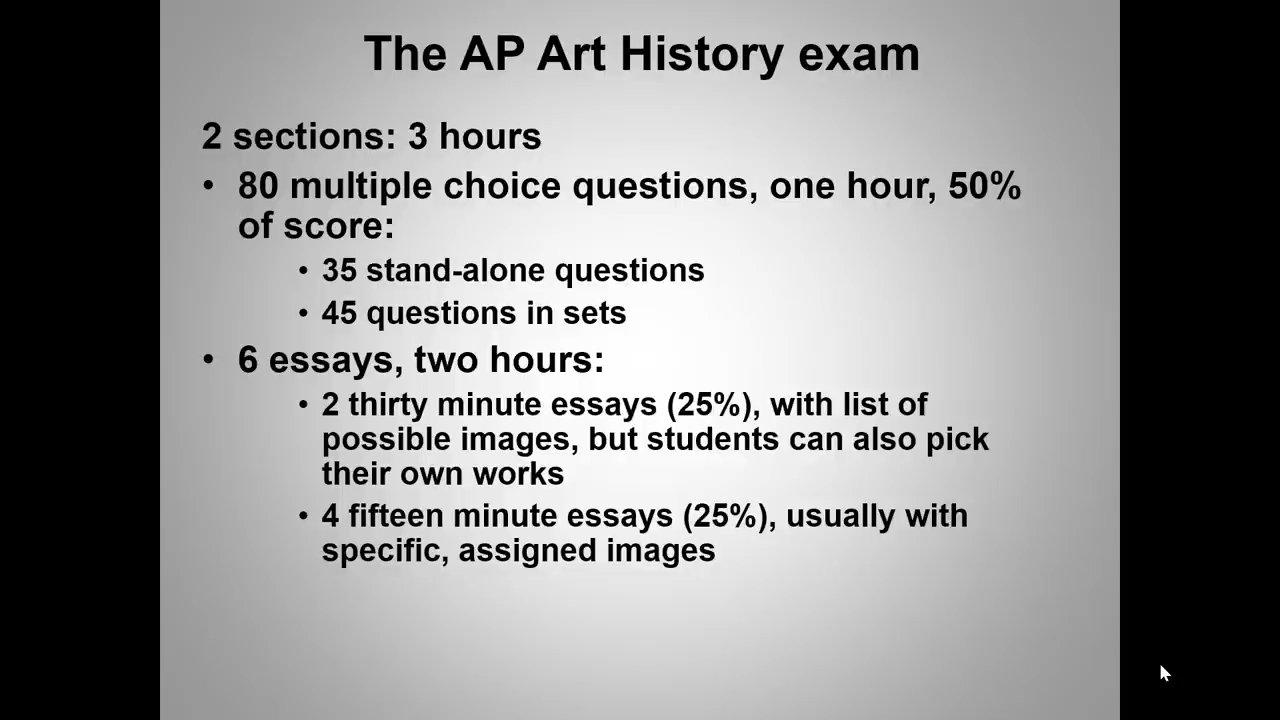 The AP Art History exam
2 sections: 3 hours
• 80 multiple choice questions, one hour, 50%
of score:
• 35 stand-alone questions
• 45 questions in sets
• 6 essays, two hours:
• 2 thirty minute essays (25%), with list of
possible images, but students can also pick
their own works
• 4 fifteen minute essays (25%), usually with
specific, assigned images